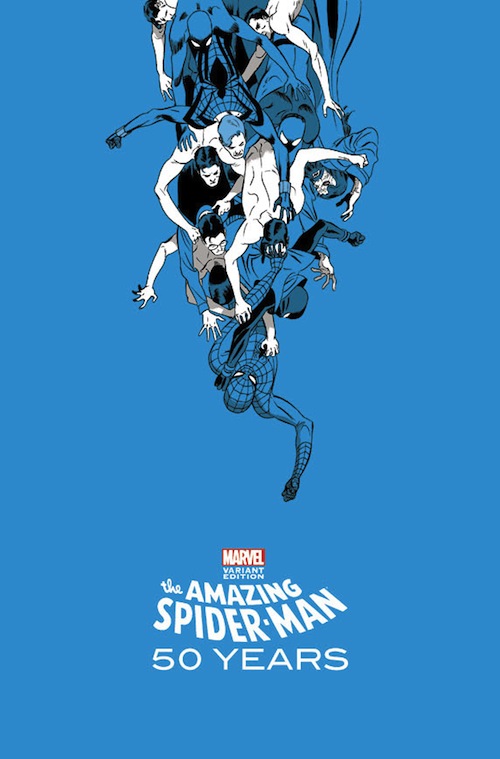 MARVEL
VARIANT
EDITION
the AMAZING
SPIDER-MAN
50 YEARS